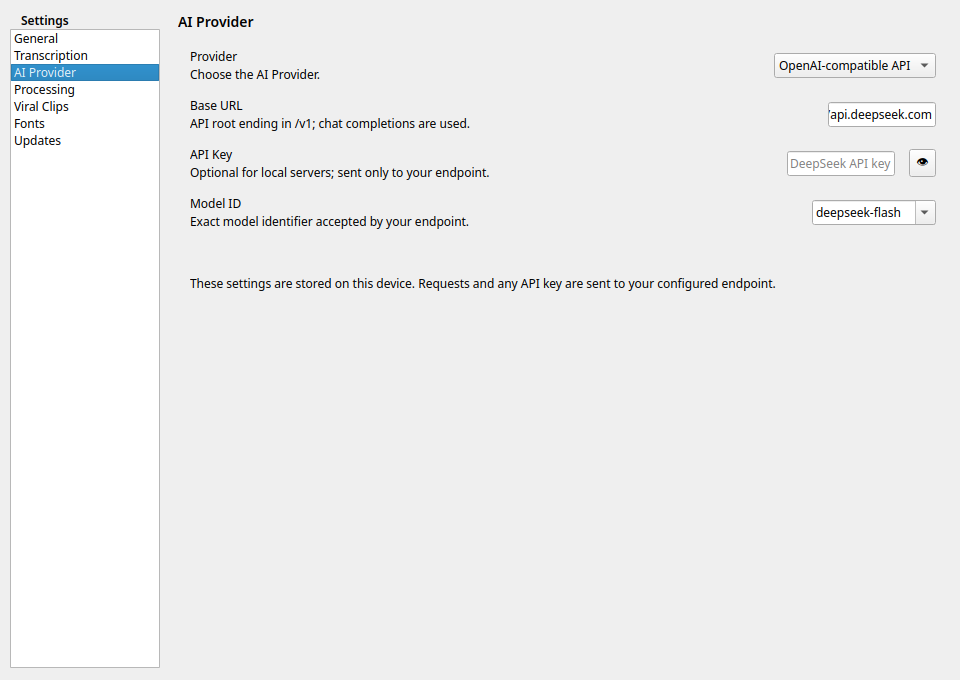 Settings
General
Transcription
AI Provider
Processing
Viral Clips
Fonts
Updates
AI Provider
Provider
Choose the AI Provider.
OpenAI-compatible API
Base URL
API root ending in /v1; chat completions are used.
/api.deepseek.com
API Key
Optional for local servers; sent only to your endpoint.
DeepSeek API key
Model ID
Exact model identifier accepted by your endpoint.
deepseek-flash
These settings are stored on this device. Requests and any API key are sent to your configured endpoint.